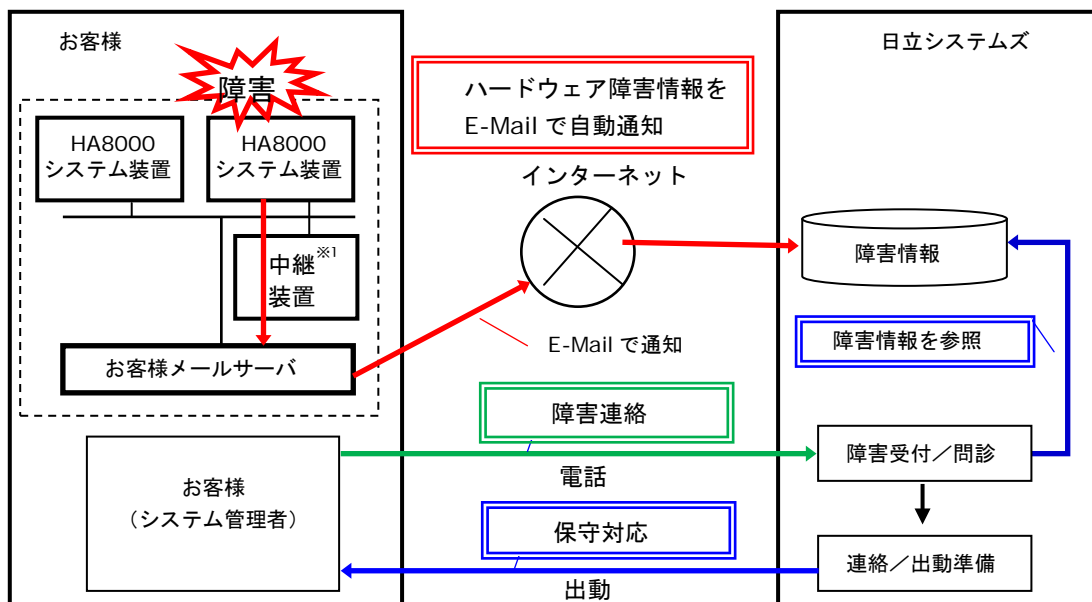 お客様
日立システムズ
障害
HA8000
システム装置
HA8000
システム装置
ハードウェア障害情報を
E-Mail で自動通知
インターネット
中継※1
装置
障害情報
お客様メールサーバ
E-Mail で通知
障害情報を参照
障害連絡
電話
障害受付／問診
お客様
（システム管理者）
保守対応
出動
連絡／出動準備